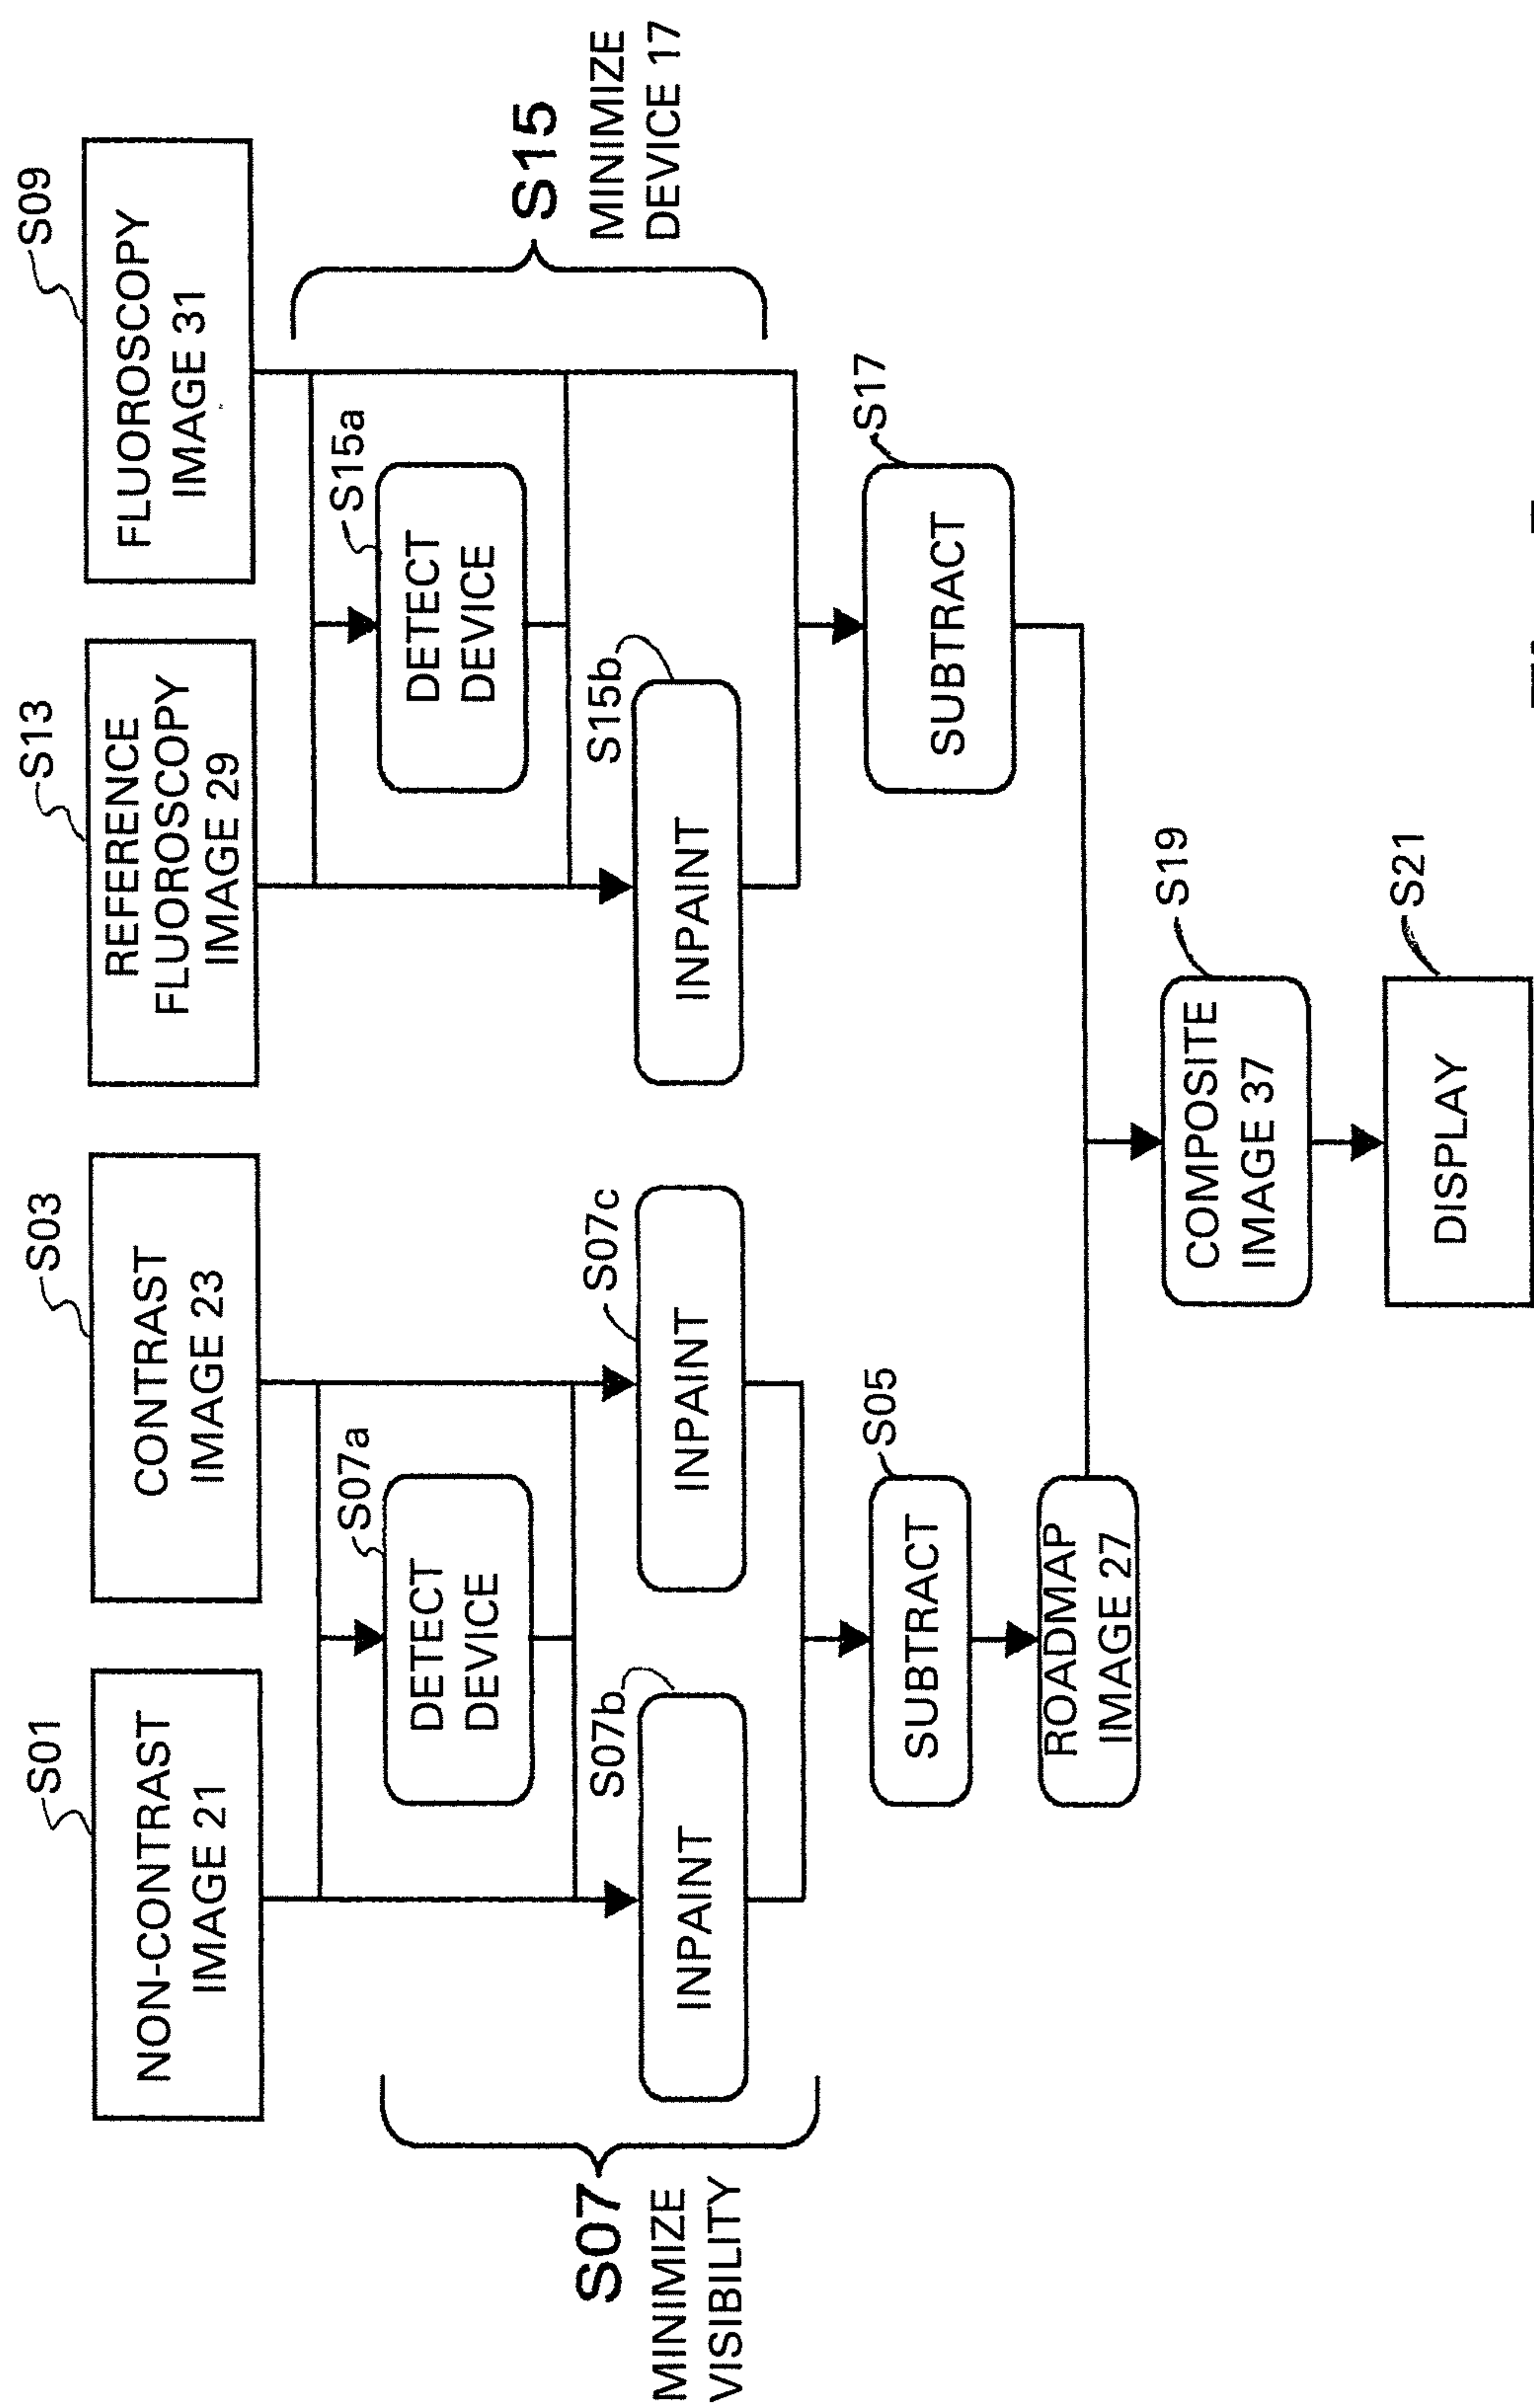 S01
NON-CONTRAST
IMAGE 21
S03
CONTRAST
IMAGE 23
S13
REFERENCE
FLUOROSCOPY
IMAGE 29
S09
FLUOROSCOPY
IMAGE 31
S07
MINIMIZE
VISIBILITY
S07a
DETECT
DEVICE
S15a
DETECT
DEVICE
S15
MINIMIZE
DEVICE 17
S07b
INPAINT
S07c
INPAINT
S15b
INPAINT
S05
SUBTRACT
S17
SUBTRACT
ROADMAP
IMAGE 27
S19
COMPOSITE
IMAGE 37
S21
DISPLAY